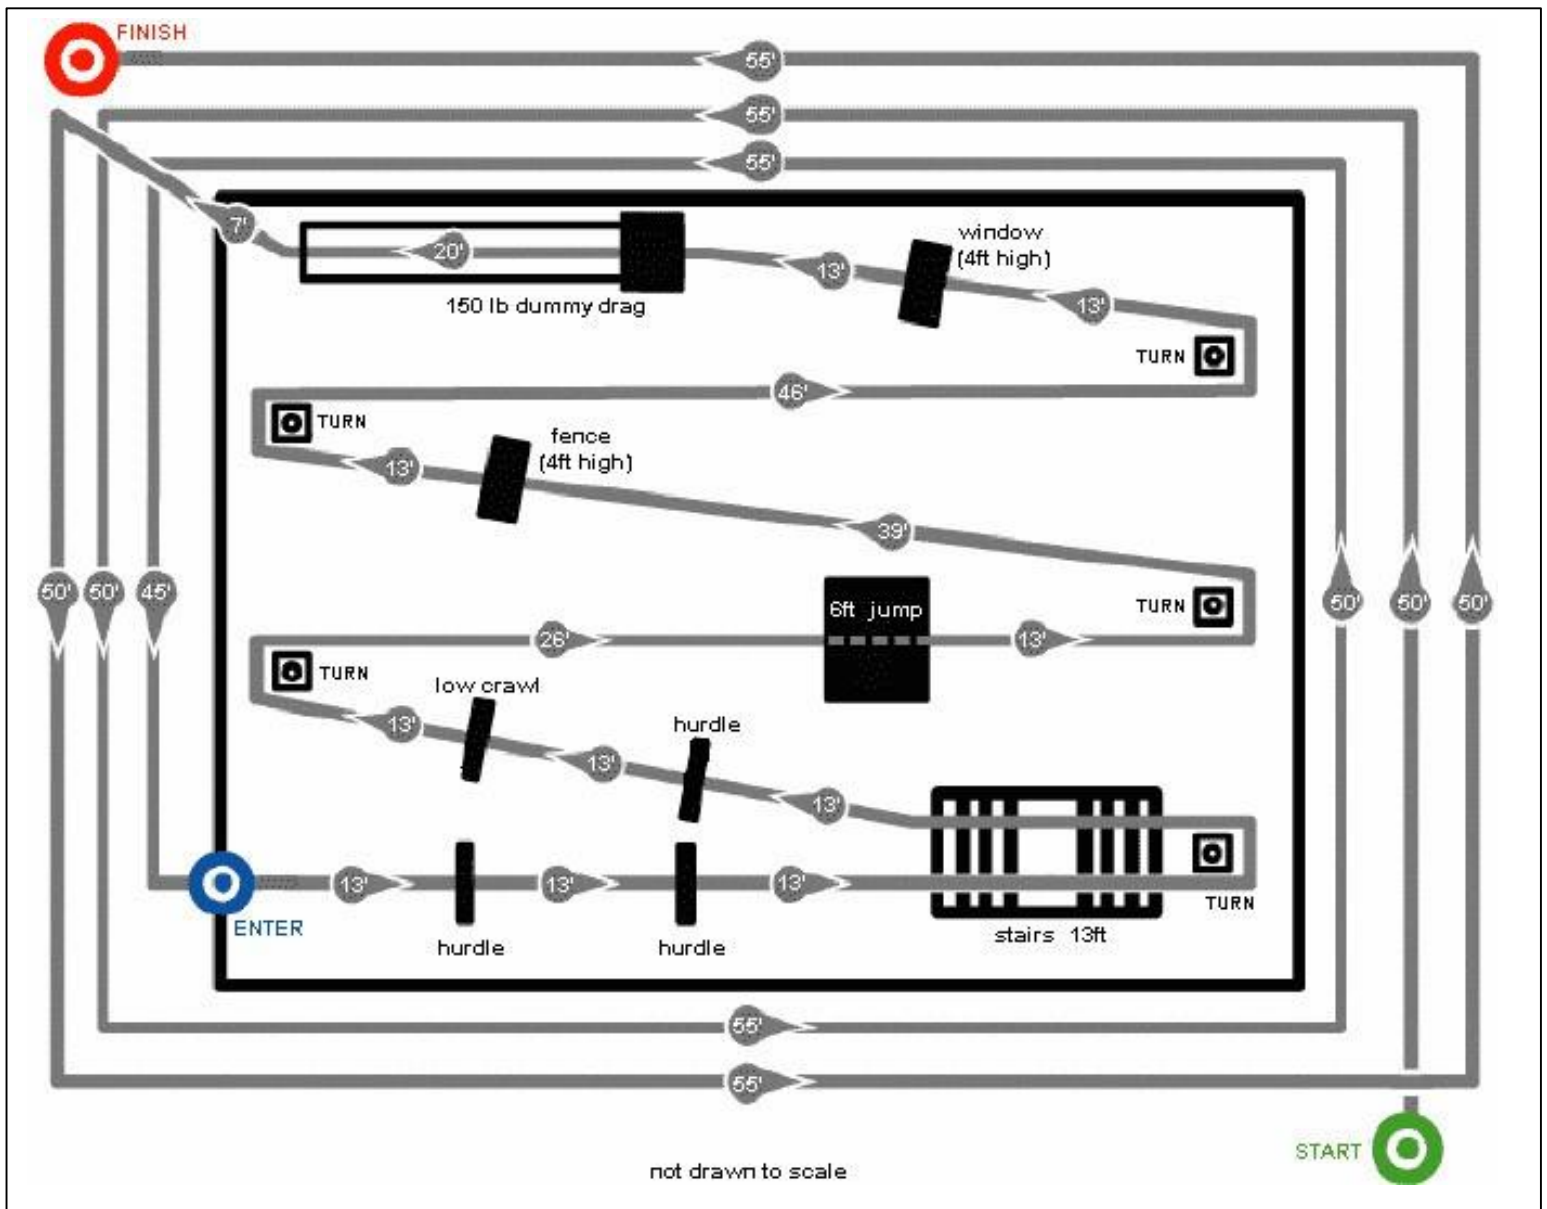 FINISH
55'
55'
55'
7'
20'
13'
window
(4ft high)
13'
150 lb dummy drag
TURN
46'
TURN
fence
(4ft high)
13'
39'
50'
50'
45'
6ft jump
TURN
50'
50'
50'
26'
13'
TURN
low crawl
13'
hurdle
13'
13'
13'
13'
13'
TURN
ENTER
hurdle
hurdle
stairs 13ft
55'
55'
START
not drawn to scale